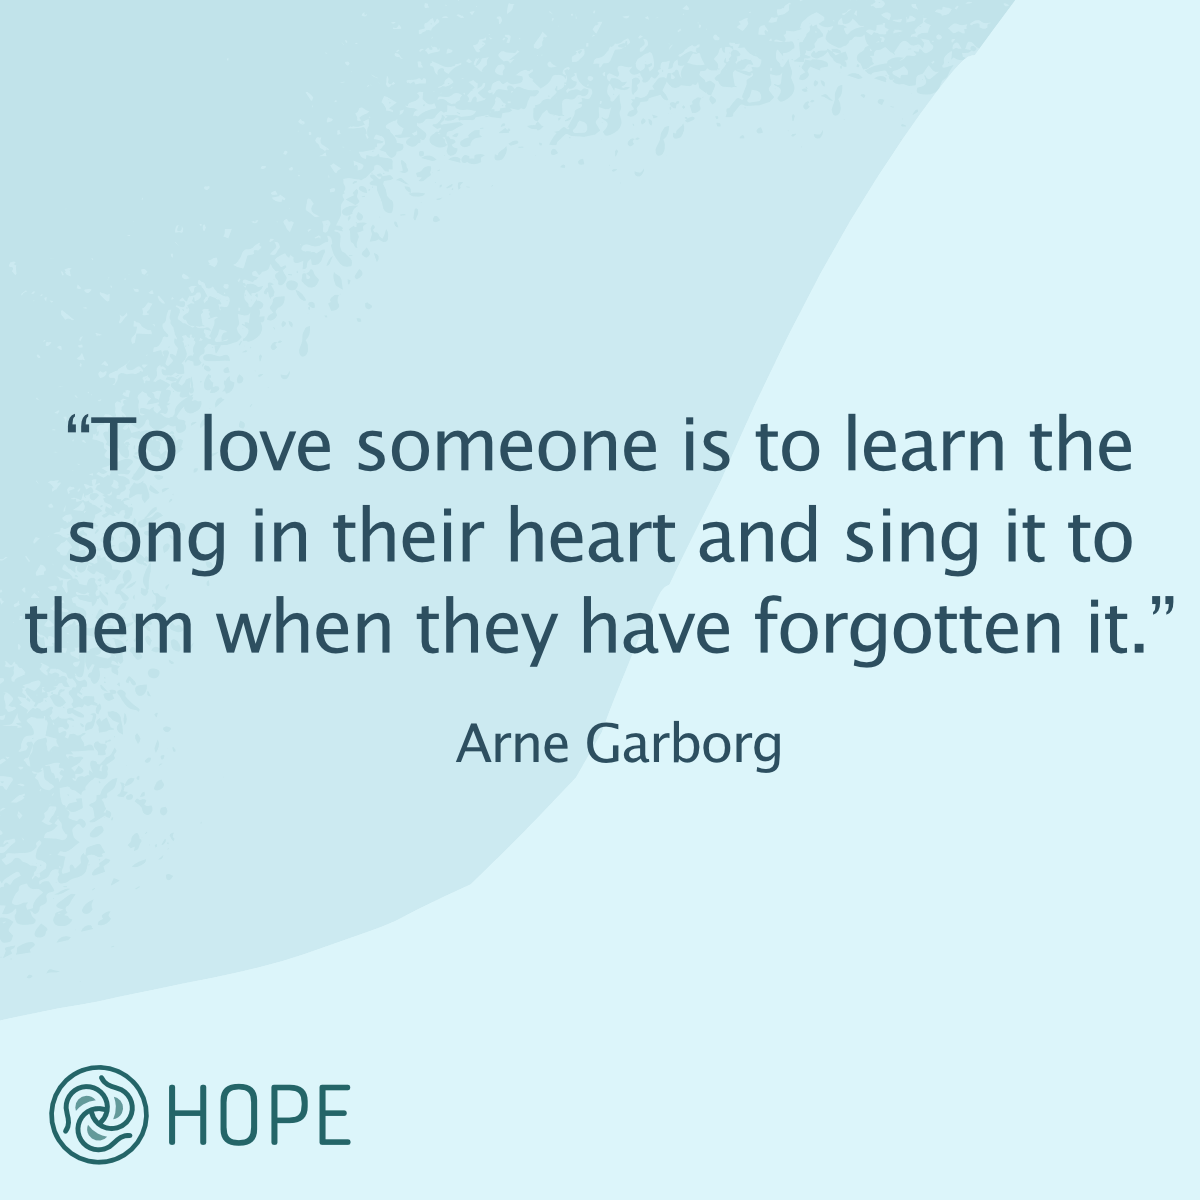 “To love someone is to learn the
song in their heart and sing it to
them when they have forgotten it.”
Arne Garborg
HOPE